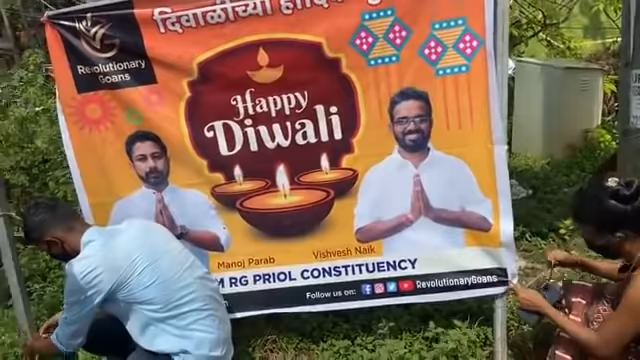 Revolutionary
Goans
दिवाळीच्या हार्दिक
Happy
Diwali
Manoj Parab
Vishvesh Naik
RG PRIOL CONSTITUENCY
Follow us on:
RevolutionaryGoans